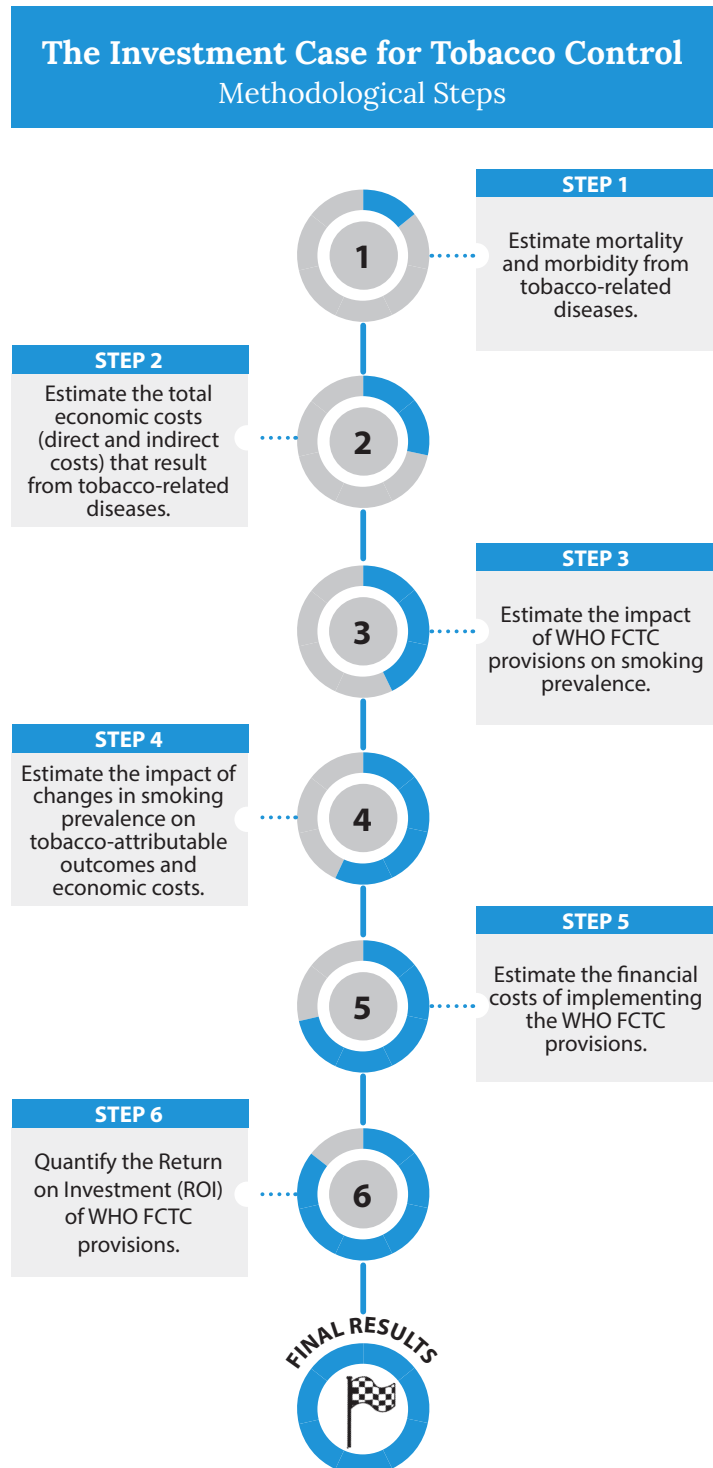 The Investment Case for Tobacco Control
Methodological Steps
1
STEP 1
Estimate mortality
and morbidity from
tobacco-related
diseases.
STEP 2
Estimate the total
economic costs
(direct and indirect
costs) that result
from tobacco-related
diseases.
2
3
STEP 3
Estimate the impact
of WHO FCTC
provisions on smoking
prevalence.
STEP 4
Estimate the impact of
changes in smoking
prevalence on
tobacco-attributable
outcomes and
economic costs.
4
5
STEP 5
Estimate the financial
costs of implementing
the WHO FCTC
provisions.
STEP 6
Quantify the Return
on Investment (ROI)
of WHO FCTC
provisions.
6
FINAL RESULTS